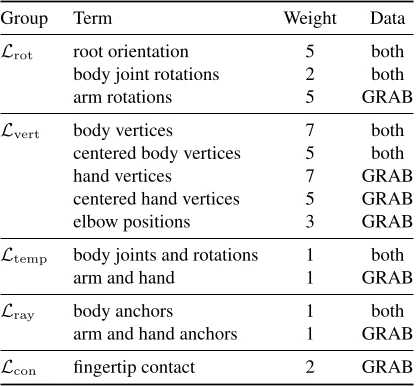 Group Term Weight Data
ℒrot root orientation 5 both
body joint rotations 2 both
arm rotations 5 GRAB
ℒvert body vertices 7 both
centered body vertices 5 both
hand vertices 7 GRAB
centered hand vertices 5 GRAB
elbow positions 3 GRAB
ℒtemp body joints and rotations 1 both
arm and hand 1 GRAB
ℒray body anchors 1 both
arm and hand anchors 1 GRAB
ℒcon fingertip contact 2 GRAB